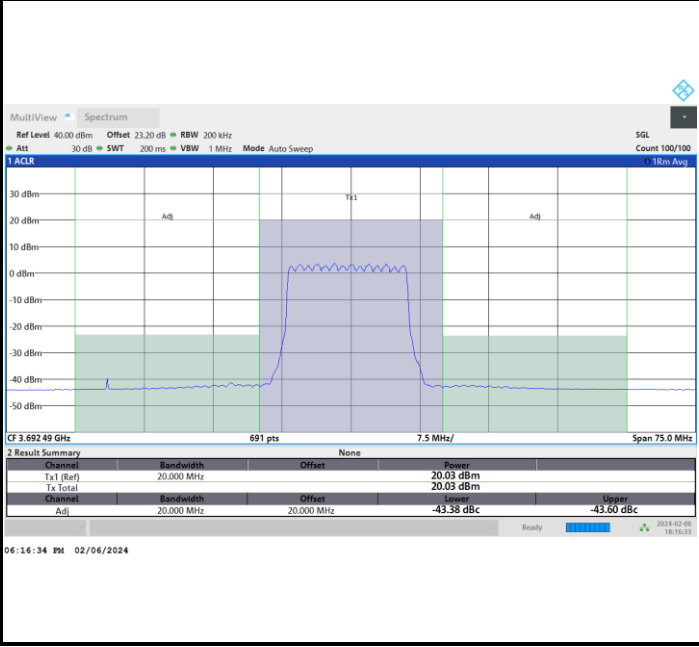 MultiView Spectrum
Ref Level 40.00 dBm Offset 23.20 dB RBW 200 kHz SGL
Att 30 dB SWT 200 ms VBW 1 MHz Mode Auto Sweep Count 100/100
1 ACLR 1Rm Avg
30 dBm
Tx1
20 dBm Adj Adj
10 dBm
0 dBm
-10 dBm
-20 dBm
-30 dBm
-40 dBm
-50 dBm
CF 3.692 49 GHz 691 pts 7.5 MHz/ Span 75.0 MHz
2 Result Summary None
Channel Bandwidth Offset Power
Tx1 (Ref) 20.000 MHz 20.03 dBm
Tx Total 20.03 dBm
Channel Bandwidth Offset Lower Upper
Adj 20.000 MHz 20.000 MHz -43.38 dBc -43.60 dBc
Ready 2024-02-06
18:16:33
06:16:34 PM 02/06/2024